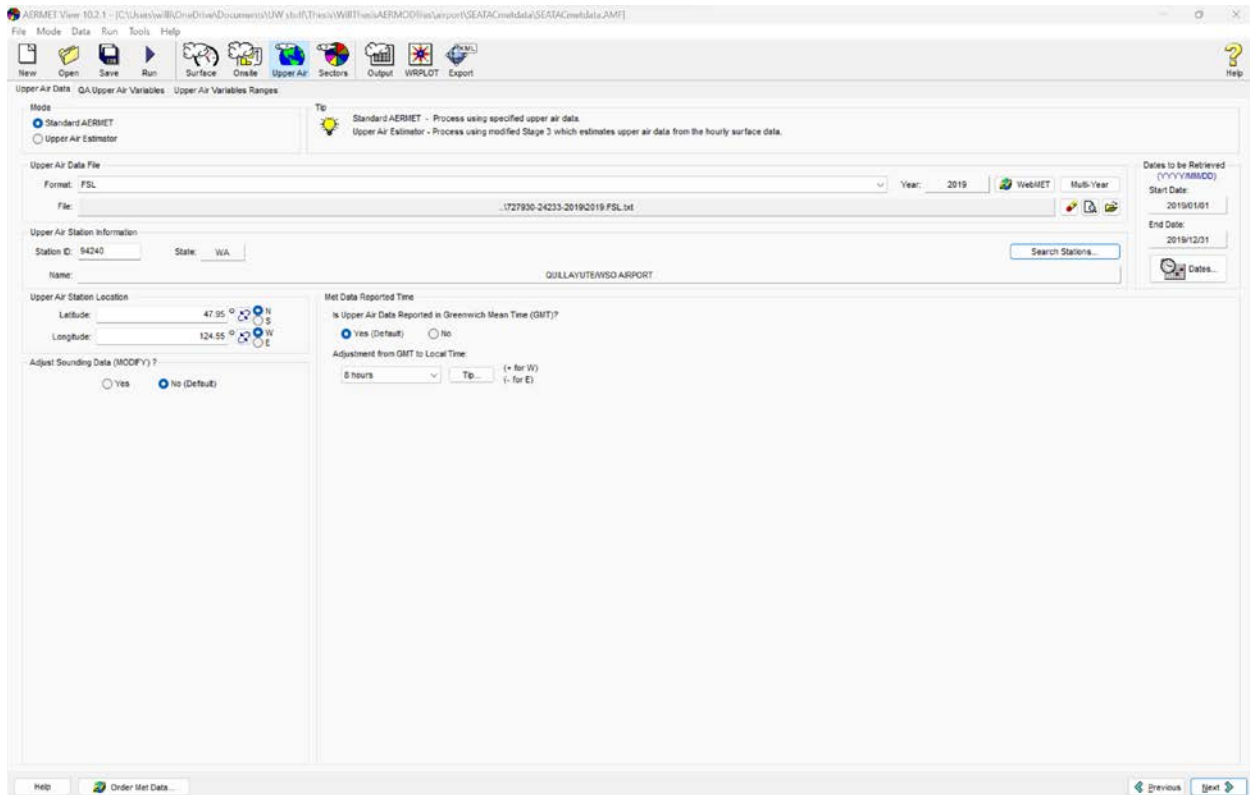 AERMET View 10.2.1 - [C:\Users\willi\OneDrive\Documents\UW stuff\Thesis\WillThesisAERMODfiles\airport\SEATACmetdata\SEATACmetdata.AMF]
File Mode Data Run Tools Help
New Open Save Run Surface Onsite Upper Air Sectors Output WRPLOT Export Help
XML
Upper Air Data QA Upper Air Variables Upper Air Variables Ranges
Mode
Standard AERMET
Upper Air Estimator
Tip
Standard AERMET - Process using specified upper air data.
Upper Air Estimator - Process using modified Stage 3 which estimates upper air data from the hourly surface data.
Upper Air Data File
Format: FSL Year: 2019 WebMET Multi-Year
File: ..\727930-24233-2019\2019.FSL.txt
Dates to be Retrieved
(YYYY/MM/DD)
Start Date:
2019/01/01
End Date:
2019/12/31
Dates...
Upper Air Station Information
Station ID: 94240 State: WA Search Stations...
Name: QUILLAYUTE/WSO AIRPORT
Upper Air Station Location
Latitude: 47.95 ° N S
Longitude: 124.55 ° W E
Adjust Sounding Data (MODIFY) ?
Yes No (Default)
Met Data Reported Time
Is Upper Air Data Reported in Greenwich Mean Time (GMT)?
Yes (Default) No
Adjustment from GMT to Local Time:
8 hours Tip... (+ for W)
(- for E)
Help Order Met Data... Previous Next